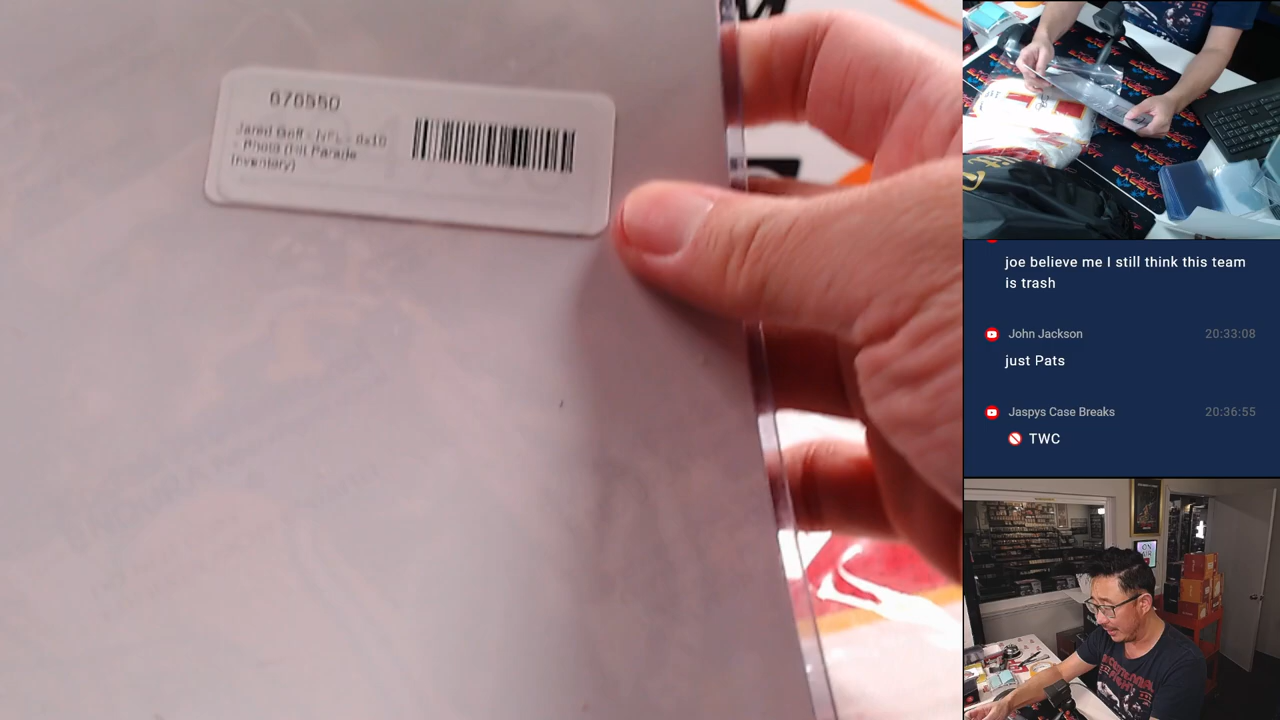 676550
Jared Goff - NFL - 8x10
- Photo (Hit Parade
Inventory)
joe believe me I still think this team
is trash
John Jackson 20:33:08
just Pats
Jaspys Case Breaks 20:36:55
🚫 TWC